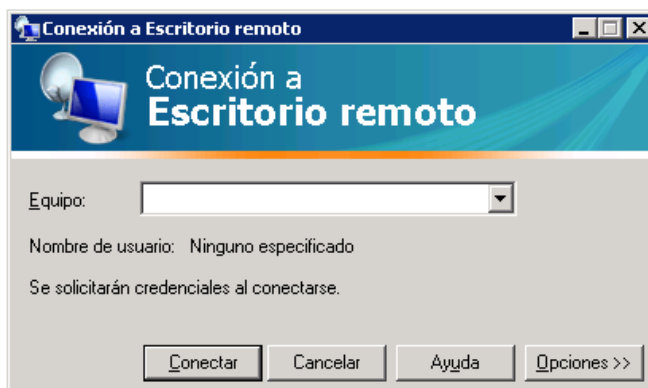 Conexión a Escritorio remoto
Conexión a
Escritorio remoto
Equipo:
Nombre de usuario: Ninguno especificado
Se solicitarán credenciales al conectarse.
Conectar Cancelar Ayuda Opciones >>